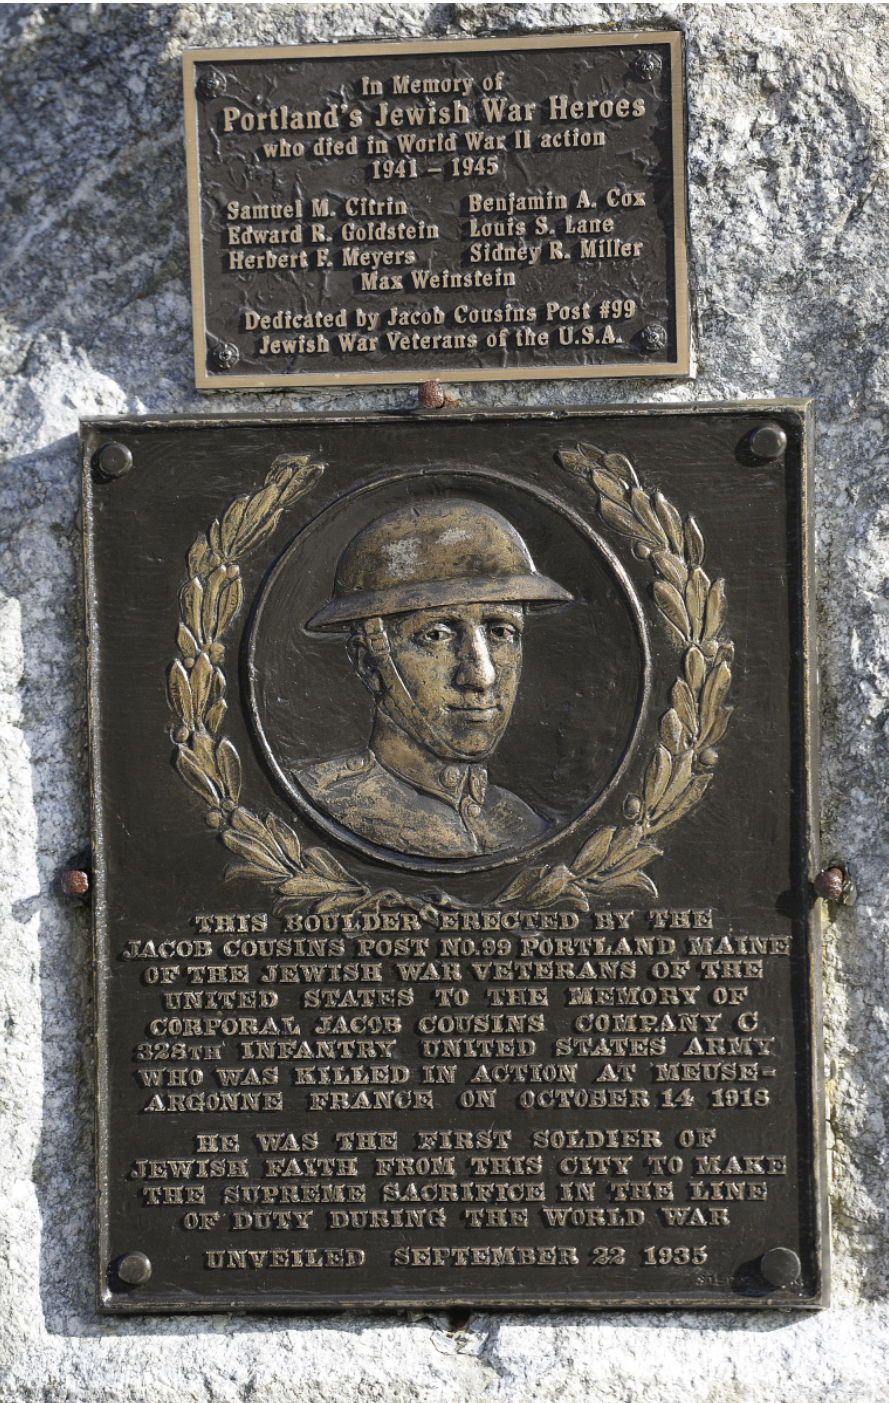 In Memory of
Portland's Jewish War Heroes
who died in World War II action
1941 – 1945
Samuel M. Citrin Benjamin A. Cox
Edward R. Goldstein Louis S. Lane
Herbert F. Meyers Sidney R. Miller
Max Weinstein
Dedicated by Jacob Cousins Post #99
Jewish War Veterans of the U.S.A.
THIS BOULDER ERECTED BY THE
JACOB COUSINS POST NO.99 PORTLAND MAINE
OF THE JEWISH WAR VETERANS OF THE
UNITED STATES TO THE MEMORY OF
CORPORAL JACOB COUSINS COMPANY C
328TH INFANTRY UNITED STATES ARMY
WHO WAS KILLED IN ACTION AT MEUSE-
ARGONNE FRANCE ON OCTOBER 14 1918
HE WAS THE FIRST SOLDIER OF
JEWISH FAITH FROM THIS CITY TO MAKE
THE SUPREME SACRIFICE IN THE LINE
OF DUTY DURING THE WORLD WAR
UNVEILED SEPTEMBER 22 1935